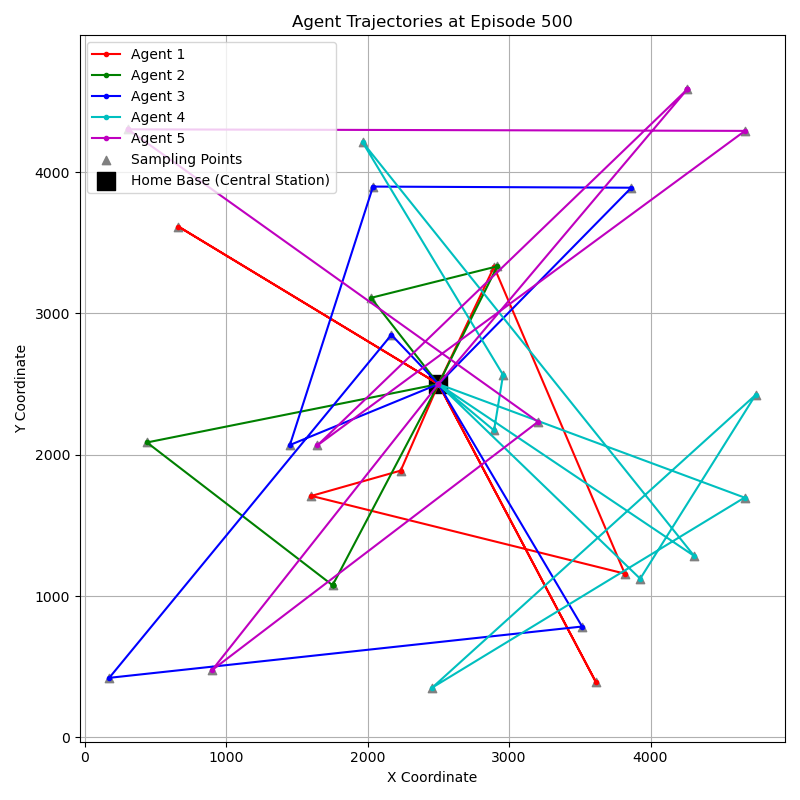 Agent Trajectories at Episode 500
Agent 1
Agent 2
Agent 3
Agent 4
Agent 5
Sampling Points
Home Base (Central Station)
Y Coordinate
4000
3000
2000
1000
0
0 1000 2000 3000 4000
X Coordinate